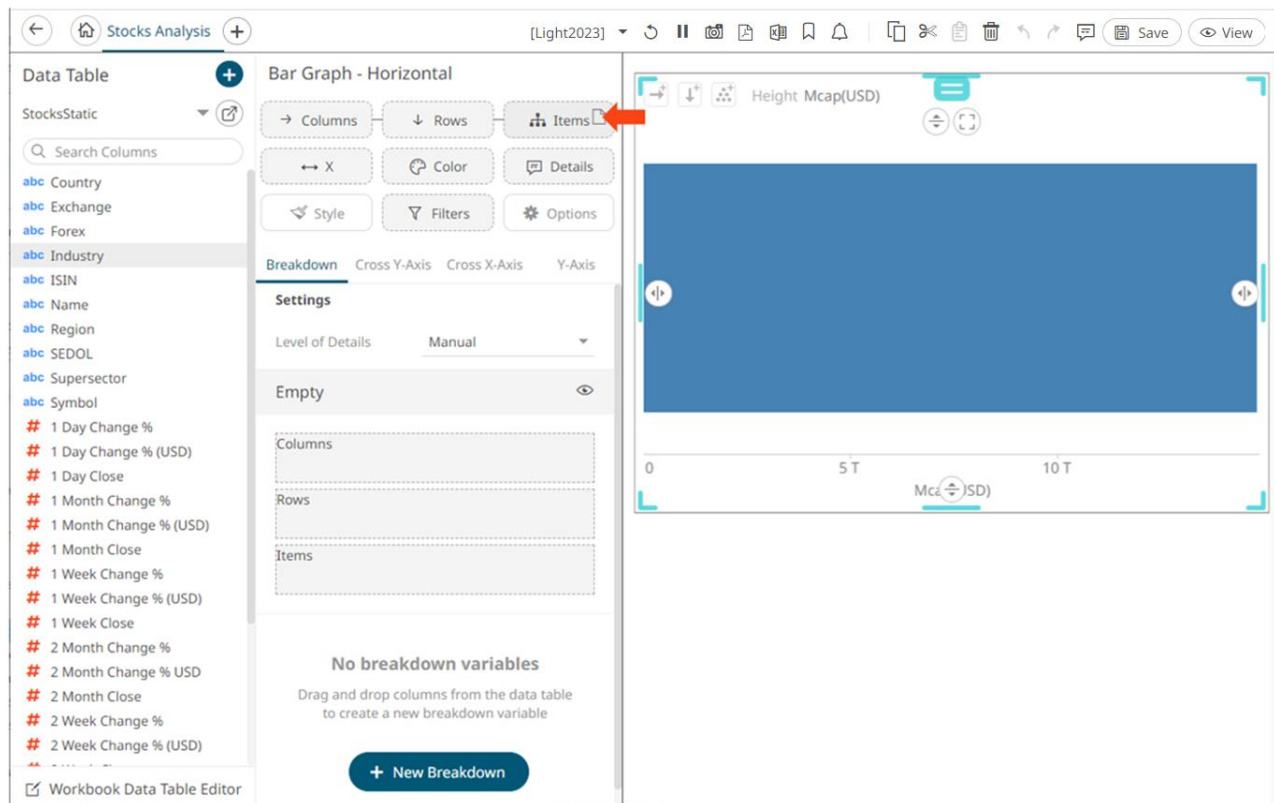 Stocks Analysis
[Light2023]
Save
View
Data Table
StocksStatic
Search Columns
abc Country
abc Exchange
abc Forex
abc Industry
abc ISIN
abc Name
abc Region
abc SEDOL
abc Supersector
abc Symbol
# 1 Day Change %
# 1 Day Change % (USD)
# 1 Day Close
# 1 Month Change %
# 1 Month Change % (USD)
# 1 Month Close
# 1 Week Change %
# 1 Week Change % (USD)
# 1 Week Close
# 2 Month Change %
# 2 Month Change % USD
# 2 Month Close
# 2 Week Change %
# 2 Week Change % (USD)
Workbook Data Table Editor
Bar Graph - Horizontal
Columns Rows Items
X Color Details
Style Filters Options
Breakdown Cross Y-Axis Cross X-Axis Y-Axis
Settings
Level of Details Manual
Empty
Columns
Rows
Items
No breakdown variables
Drag and drop columns from the data table
to create a new breakdown variable
+ New Breakdown
Height Mcap(USD)
0 5 T 10 T